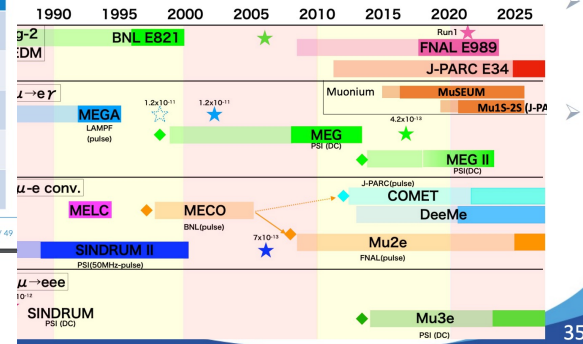 1990 1995 2000 2005 2010 2015 2020 2025
g-2
EDM
BNL E821
Run1
FNAL E989
J-PARC E34
μ→eγ
Muonium
MuSEUM
Mu1S-2S (J-PA
MEGA
LAMPF
(pulse)
1.2x10-11
1.2x10-11
4.2x10-13
MEG
PSI (DC)
MEG II
PSI(DC)
μ-e conv.
J-PARC(pulse)
COMET
DeeMe
MELC
MECO
BNL(pulse)
Mu2e
FNAL(pulse)
SINDRUM II
PSI(50MHz-pulse)
7x10-13
/ 49
μ→eee
10-12
SINDRUM
PSI (DC)
Mu3e
PSI (DC)
35